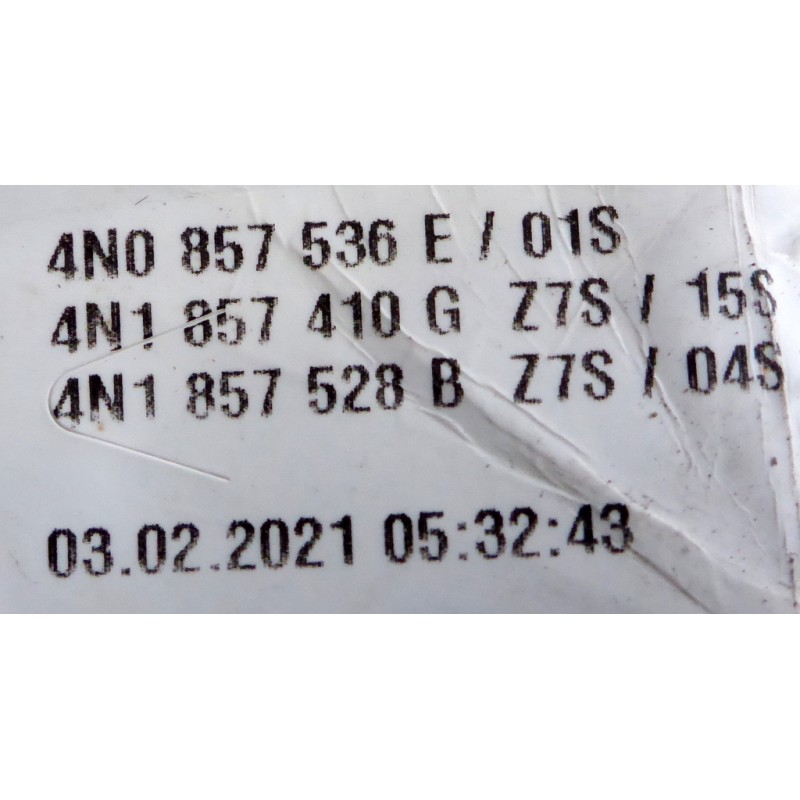 4N0 857 536 E / 01S
4N1 857 410 G Z7S / 15S
4N1 857 528 B Z7S / 04S
03.02.2021 05:32:43